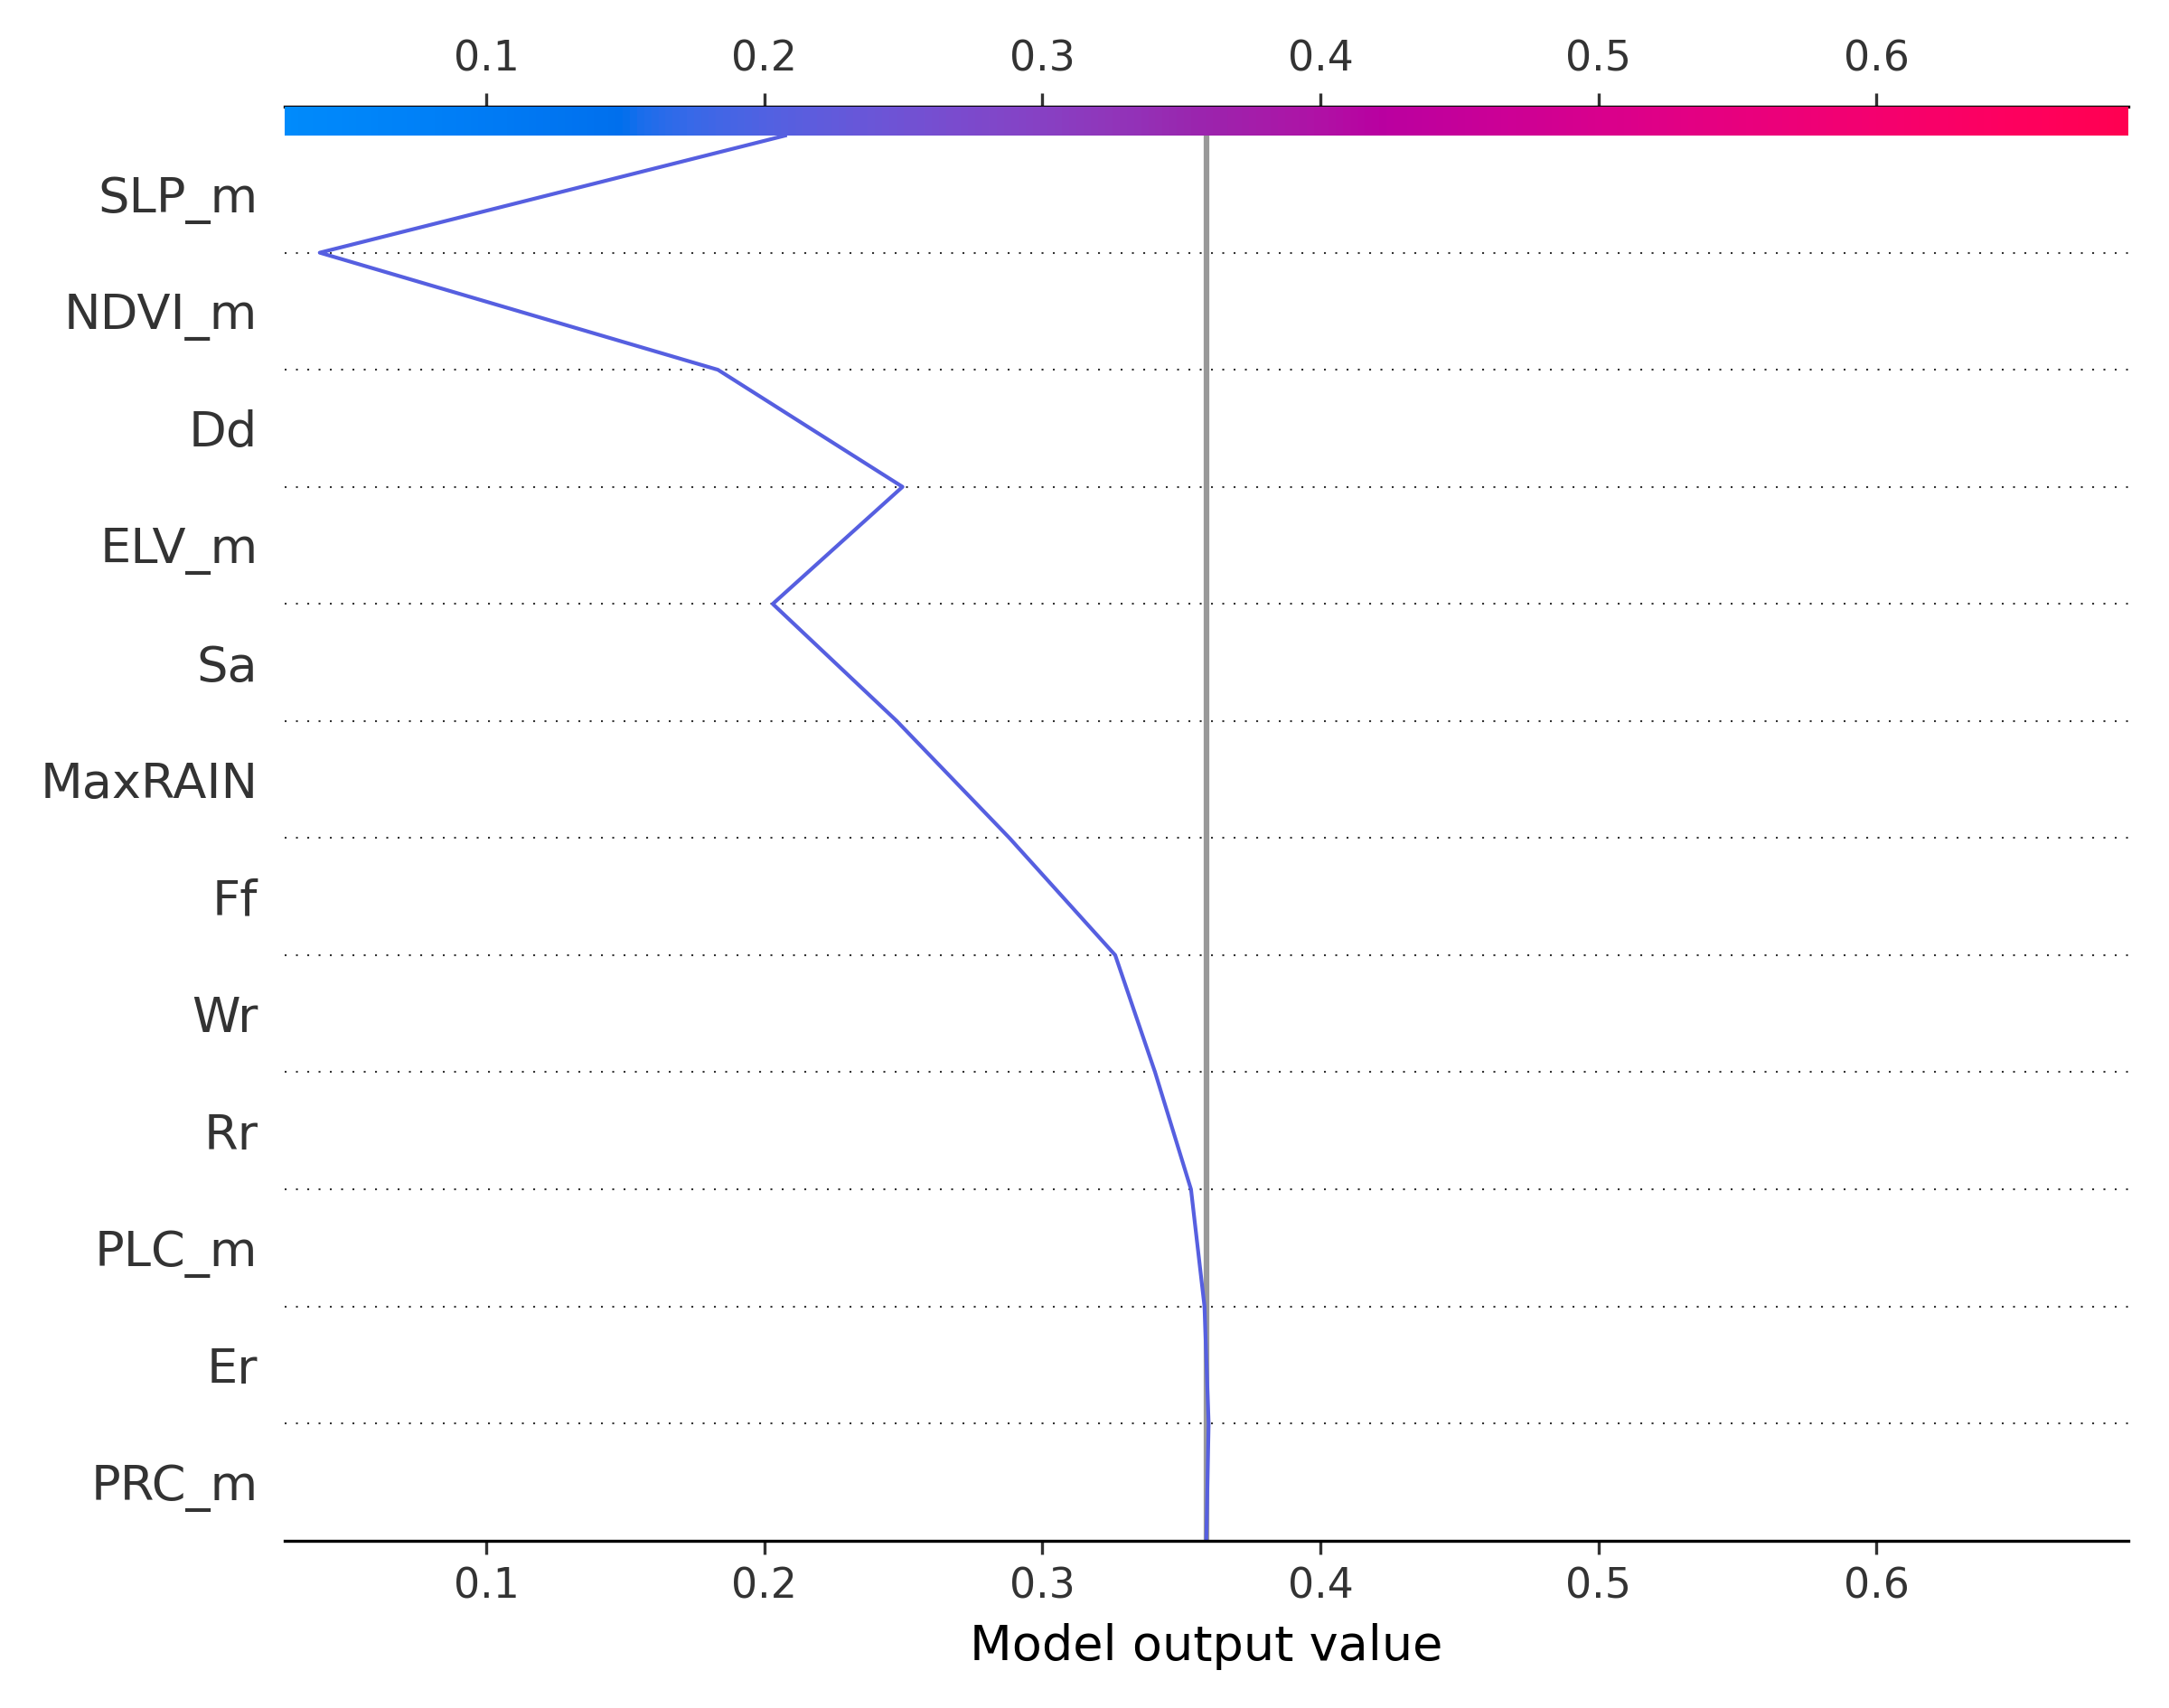 0.1 0.2 0.3 0.4 0.5 0.6
SLP_m
NDVI_m
Dd
ELV_m
Sa
MaxRAIN
Ff
Wr
Rr
PLC_m
Er
PRC_m
0.1 0.2 0.3 0.4 0.5 0.6
Model output value